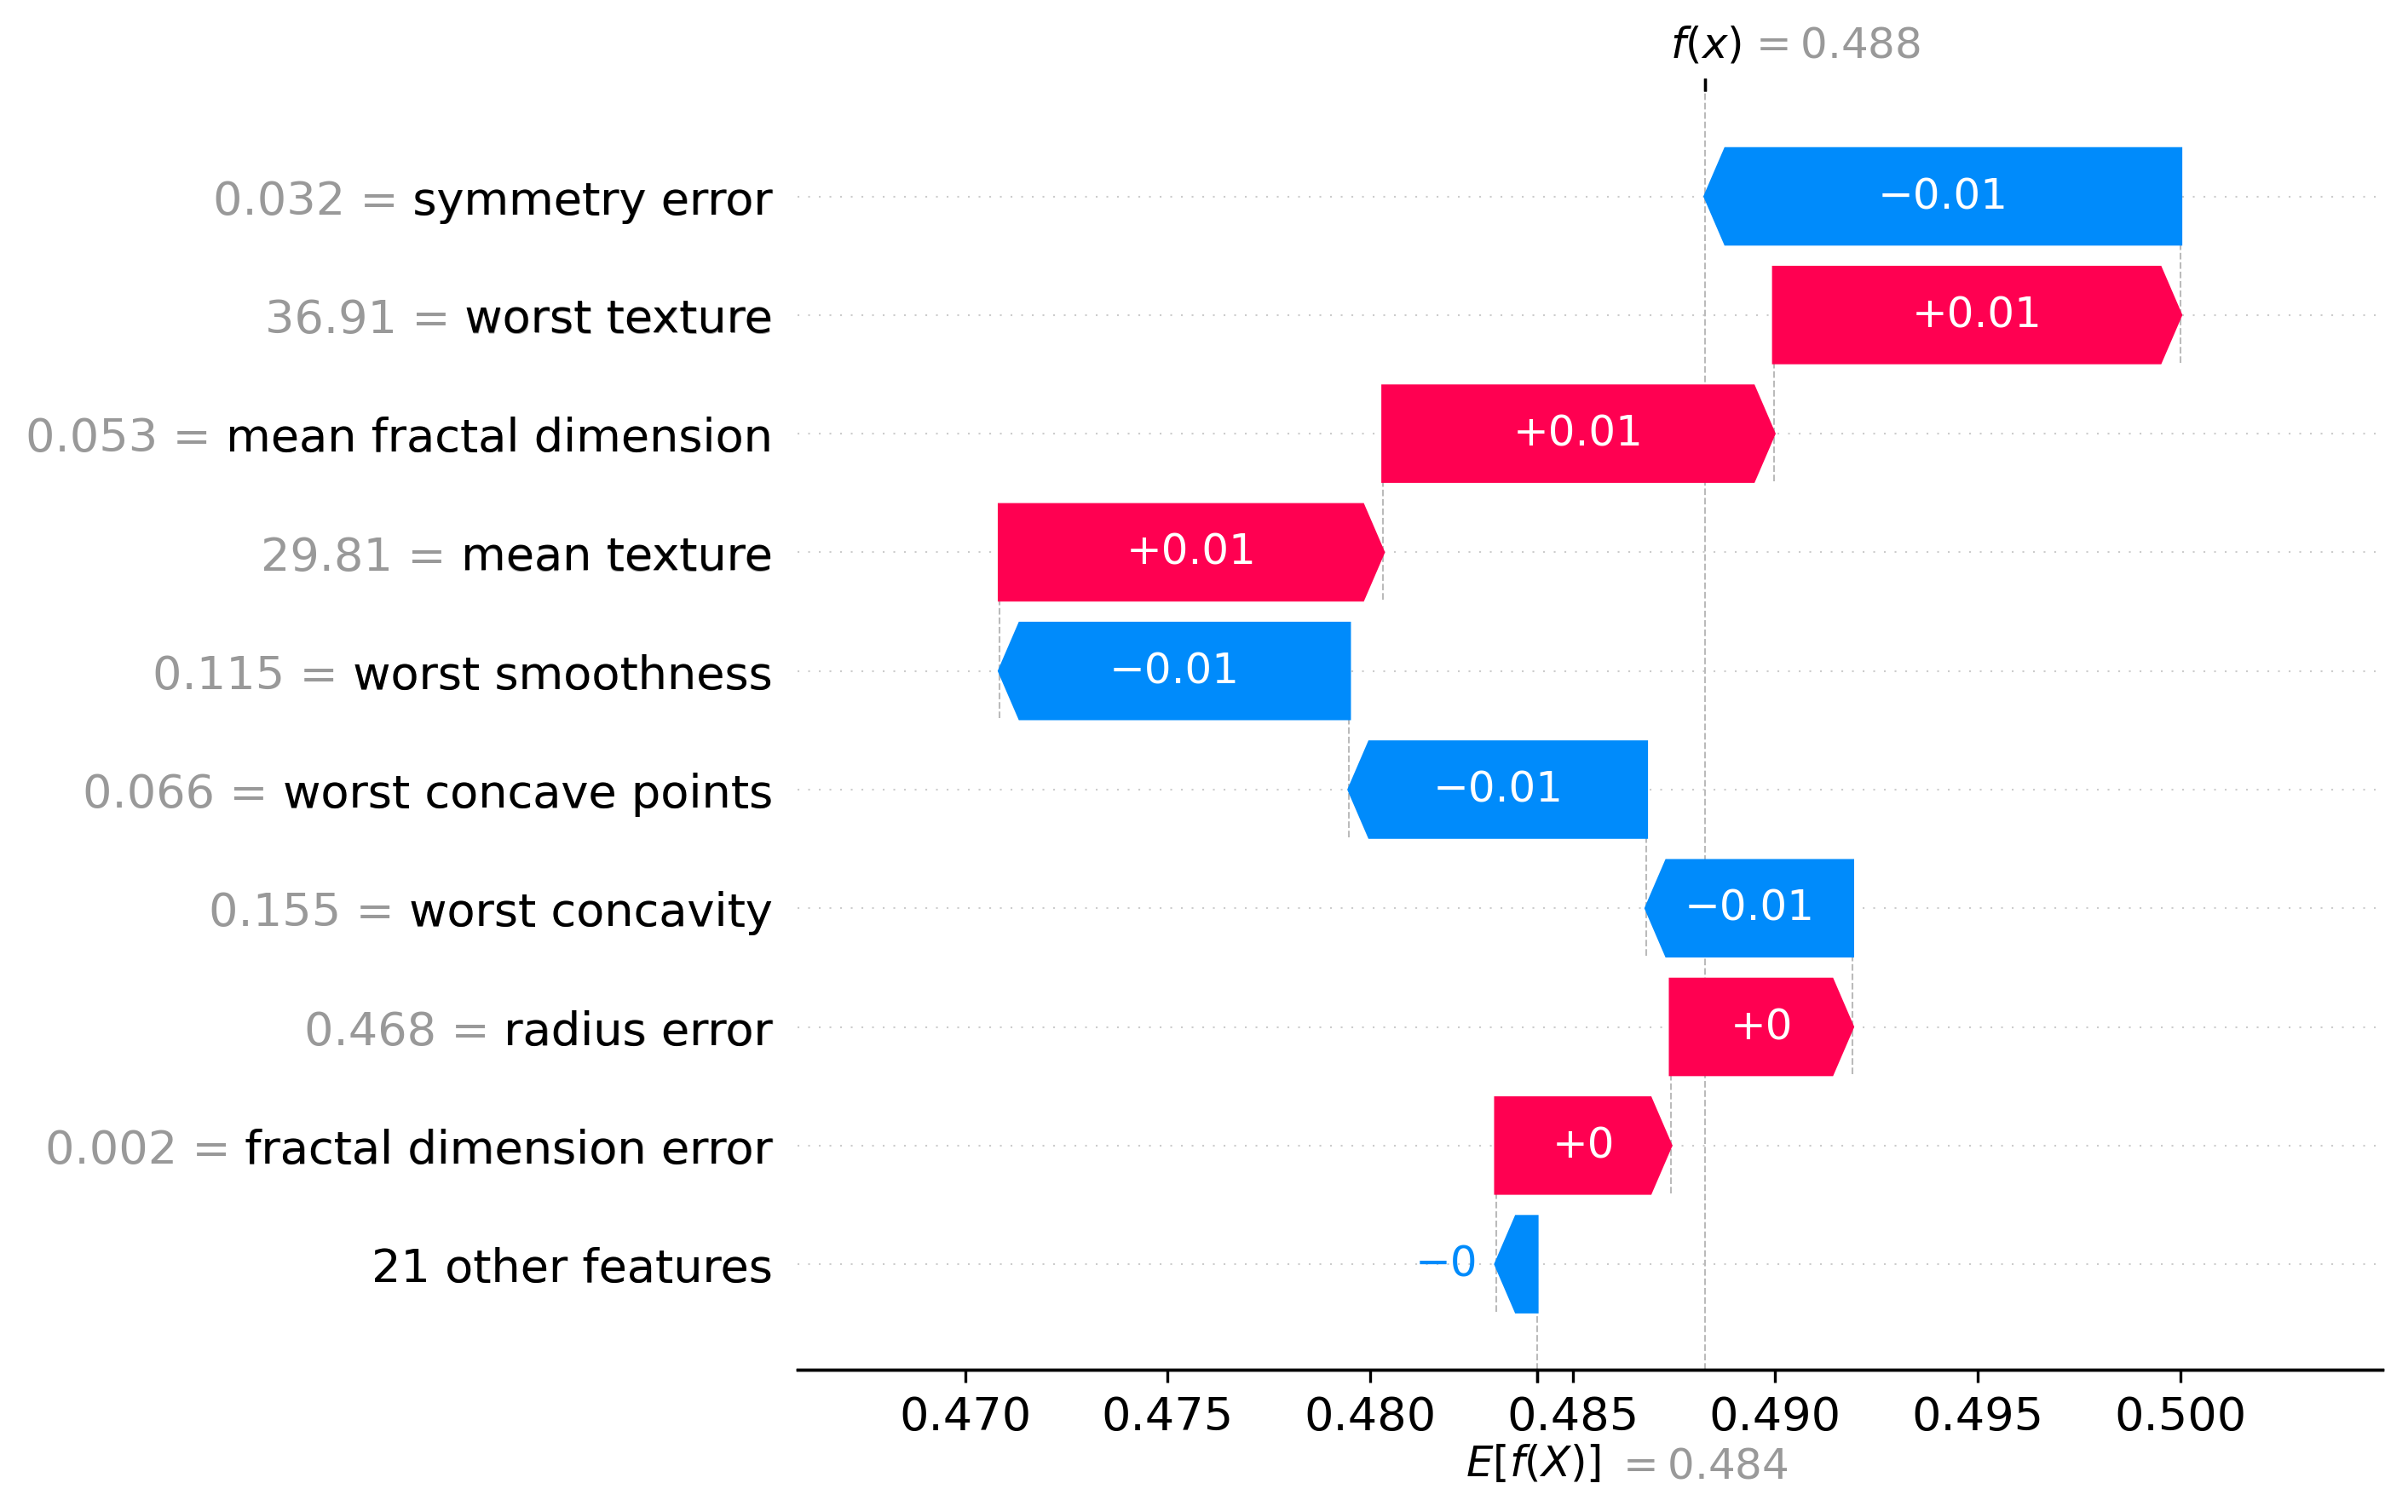 f(x) = 0.488
0.032 = symmetry error
−0.01
36.91 = worst texture
+0.01
0.053 = mean fractal dimension
+0.01
29.81 = mean texture
+0.01
0.115 = worst smoothness
−0.01
0.066 = worst concave points
−0.01
0.155 = worst concavity
−0.01
0.468 = radius error
+0
0.002 = fractal dimension error
+0
21 other features
−0
0.470 0.475 0.480 0.485 0.490 0.495 0.500
E[f(X)] = 0.484